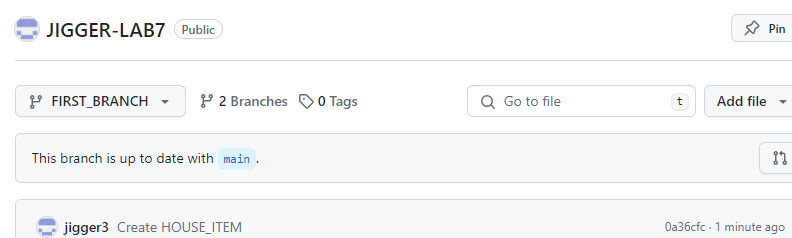 JIGGER-LAB7 Public Pin
FIRST_BRANCH 2 Branches 0 Tags Go to file t Add file
This branch is up to date with main.
jigger3 Create HOUSE_ITEM 0a36cfc · 1 minute ago